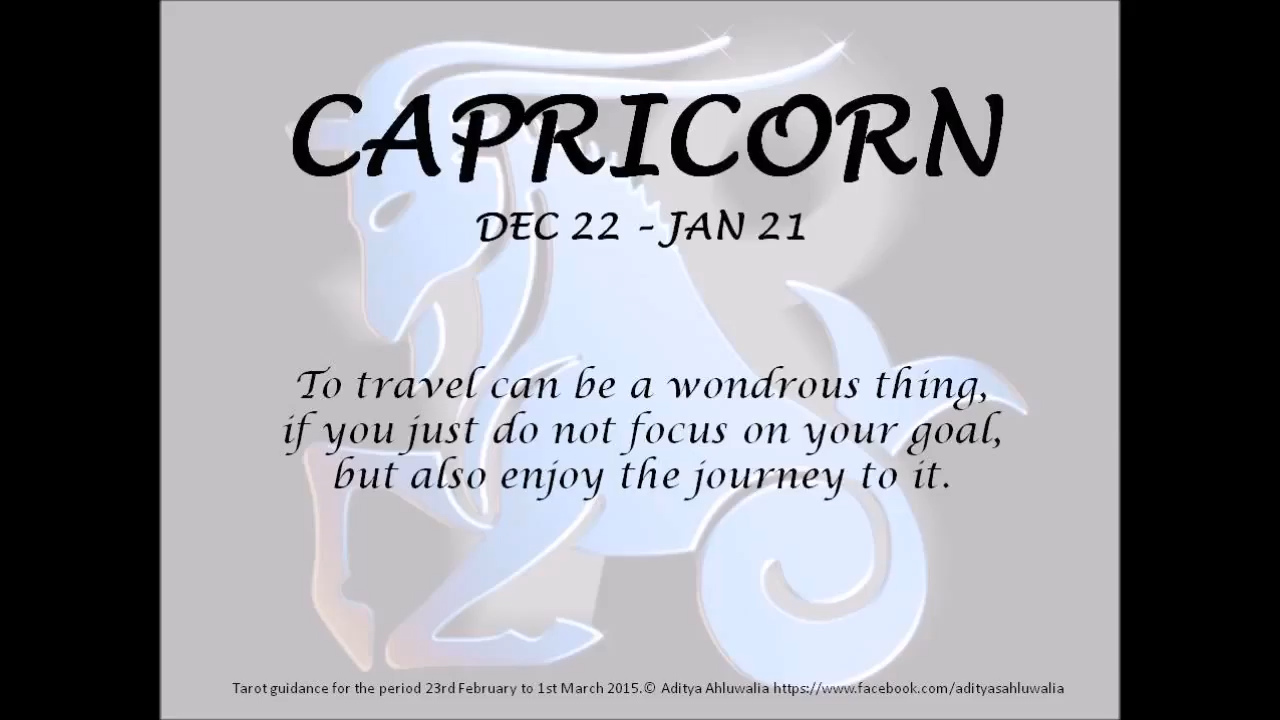 CAPRICORN
DEC 22 - JAN 21
To travel can be a wondrous thing,
if you just do not focus on your goal,
but also enjoy the journey to it.
Tarot guidance for the period 23rd February to 1st March 2015.© Aditya Ahluwalia https://www.facebook.com/adityasahluwalia